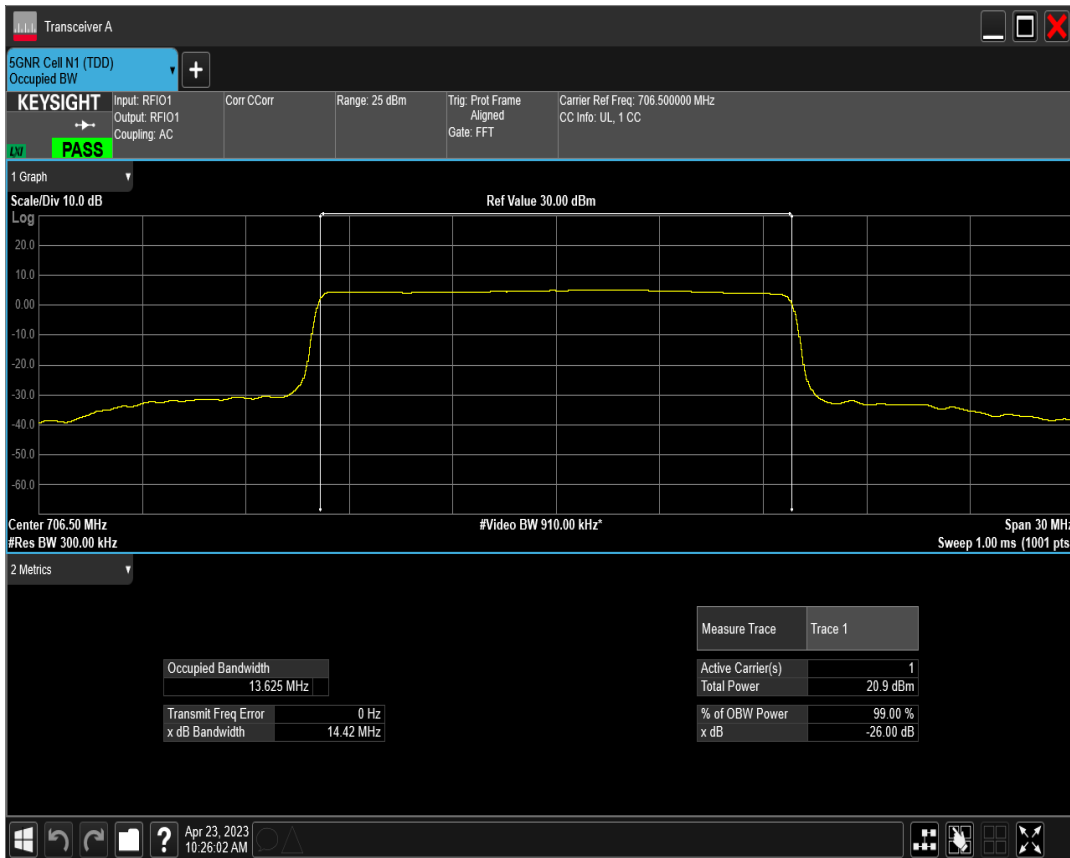 Transceiver A
5GNR Cell N1 (TDD)
Occupied BW
+
KEYSIGHT
LXI
PASS
Input: RFIO1
Output: RFIO1
Coupling: AC
Corr CCorr
Range: 25 dBm
Trig: Prot Frame
Aligned
Gate: FFT
Carrier Ref Freq: 706.500000 MHz
CC Info: UL, 1 CC
1 Graph
Scale/Div 10.0 dB
Ref Value 30.00 dBm
Log
20.0
10.0
0.00
-10.0
-20.0
-30.0
-40.0
-50.0
-60.0
Center 706.50 MHz
#Video BW 910.00 kHz*
Span 30 MHz
#Res BW 300.00 kHz
Sweep 1.00 ms (1001 pts
2 Metrics
Measure Trace Trace 1
Occupied Bandwidth
13.625 MHz
Active Carrier(s) 1
Total Power 20.9 dBm
Transmit Freq Error 0 Hz
x dB Bandwidth 14.42 MHz
% of OBW Power 99.00 %
x dB -26.00 dB
?
Apr 23, 2023
10:26:02 AM